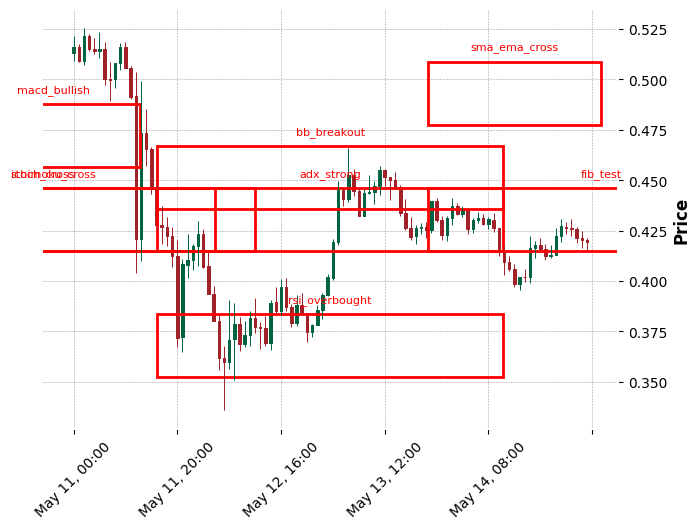 sma_ema_cross
0.525
0.500
macd_bullish
0.475
bb_breakout
adx_strong
fib_test
0.450
0.425
0.400
rsi_overbought
0.375
0.350
Price
May 11, 00:00
May 11, 20:00
May 12, 16:00
May 13, 12:00
May 14, 08:00